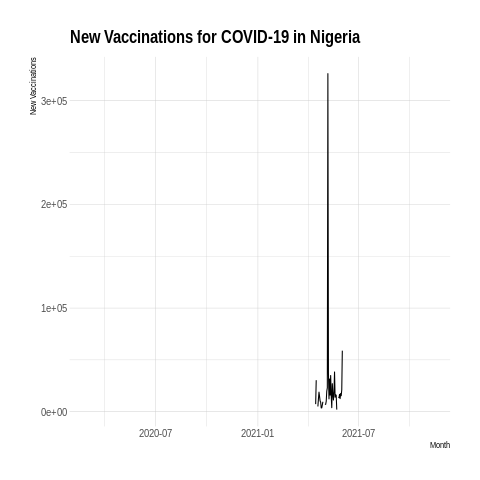 New Vaccinations for COVID-19 in Nigeria
New Vaccinations
3e+05
2e+05
1e+05
0e+00
2020-07 2021-01 2021-07
Month